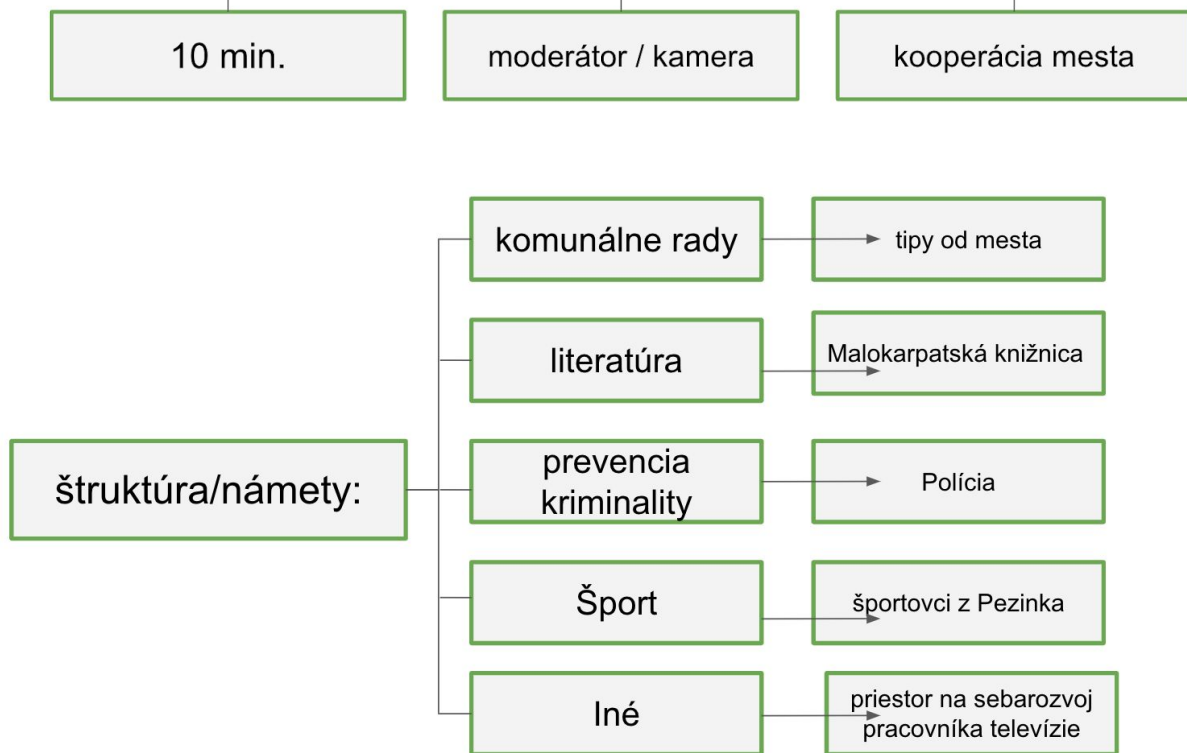 10 min.
moderátor / kamera
kooperácia mesta
komunálne rady
tipy od mesta
literatúra
Malokarpatská knižnica
štruktúra/námety:
prevencia
kriminality
Polícia
Šport
športovci z Pezinka
Iné
priestor na sebarozvoj
pracovníka televízie